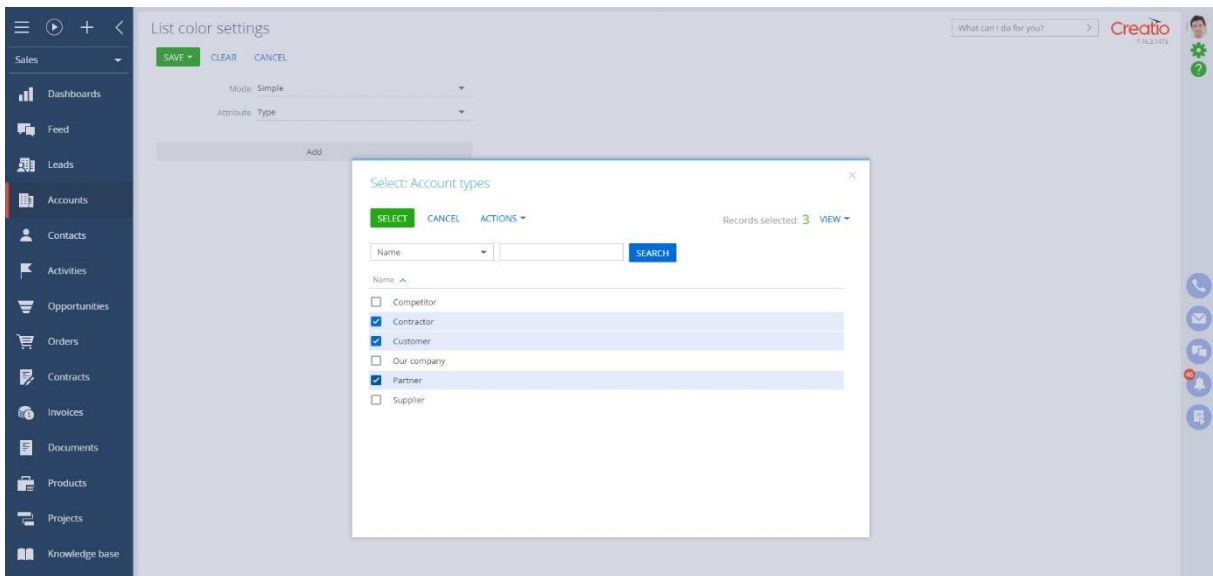 List color settings
What can I do for you?
Creatio
Sales
SAVE CLEAR CANCEL
Mode Simple
Attribute Type
Add
Dashboards
Feed
Leads
Accounts
Contacts
Activities
Opportunities
Orders
Contracts
Invoices
Documents
Products
Projects
Knowledge base
Select: Account types
SELECT CANCEL ACTIONS
Records selected: 3 VIEW
Name
SEARCH
Name
Competitor
Contractor
Customer
Our company
Partner
Supplier
46